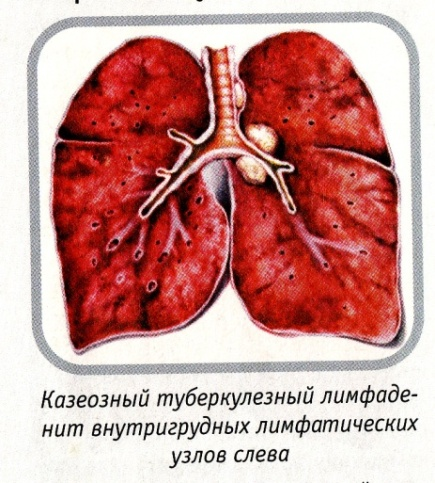 Казеозный туберкулезный лимфаде-
нит внутригрудных лимфатических
узлов слева